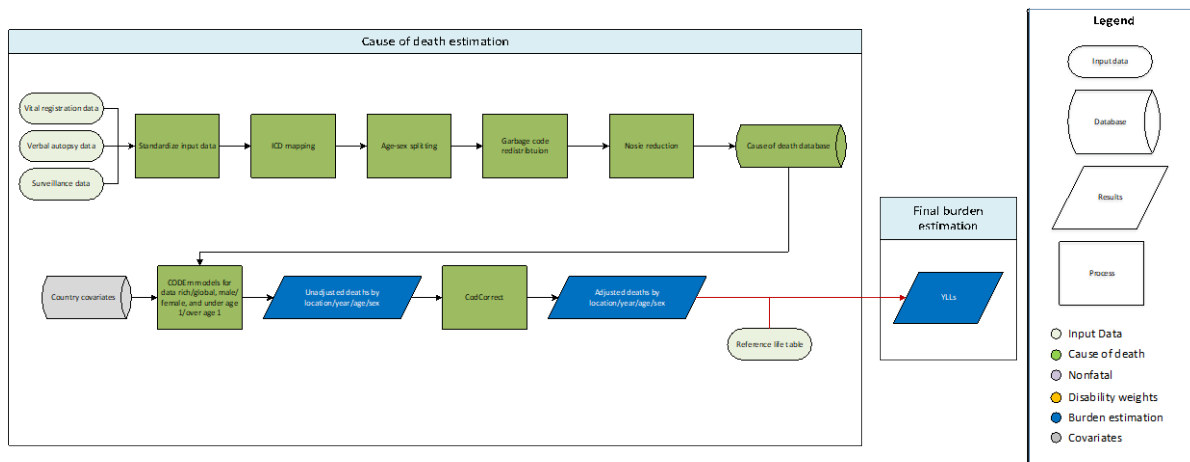 Cause of death estimation
Vital registration data
Verbal autopsy data
Surveillance data
Standardize input data
ICD mapping
Age-sex splitting
Garbage code
redistribtuion
Nosie reduction
Cause of death database
Country covariates
CODEm models for
data rich/global, male/
female, and under age
1/over age 1
Unadjusted deaths by
location/year/age/sex
CodCorrect
Adjusted deaths by
location/year/age/sex
Reference life table
Final burden
estimation
YLLs
Legend
Input data
Database
Results
Process
Input Data
Cause of death
Nonfatal
Disability weights
Burden estimation
Covariates